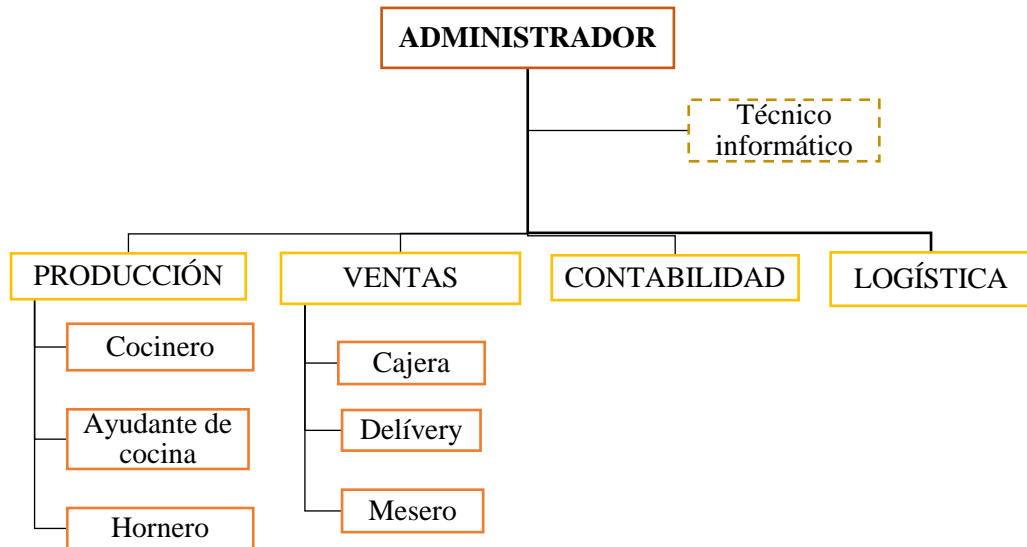 ADMINISTRADOR
Técnico
informático
PRODUCCIÓN
VENTAS
CONTABILIDAD
LOGÍSTICA
Cocinero
Ayudante de
cocina
Hornero
Cajera
Delívery
Mesero